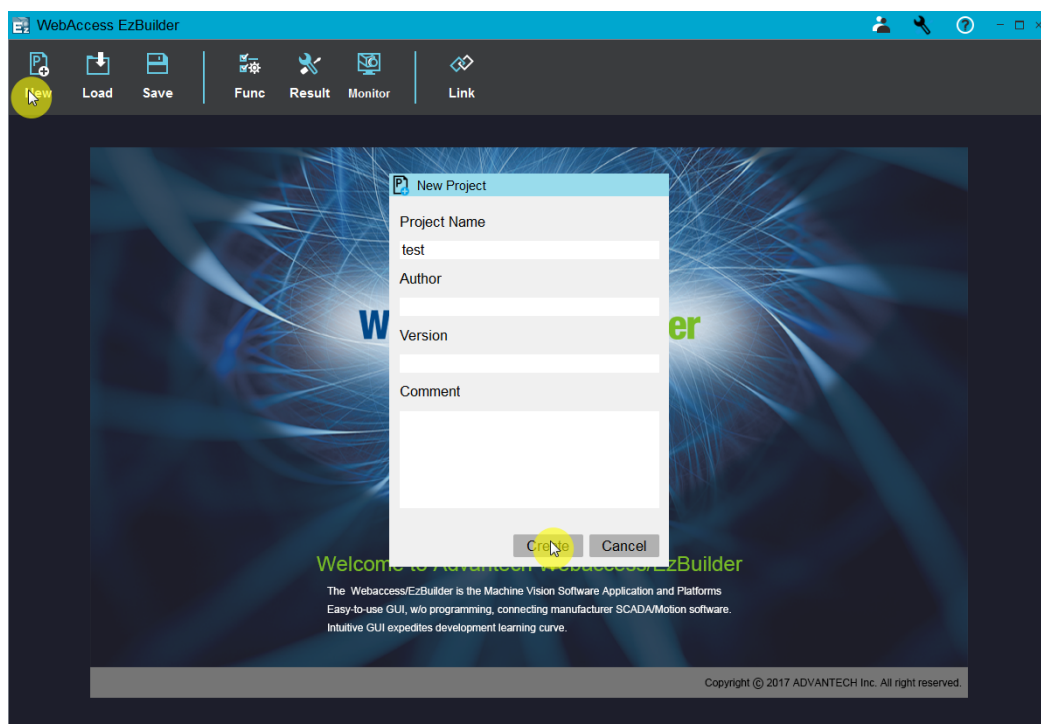 WebAccess EzBuilder
New Load Save Func Result Monitor Link
New Project
Project Name
test
Author
Version
Comment
Create Cancel
The Webaccess/EzBuilder is the Machine Vision Software Application and Platforms
Easy-to-use GUI, w/o programming, connecting manufacturer SCADA/Motion software.
Intuitive GUI expedites development learning curve.
Copyright © 2017 ADVANTECH Inc. All right reserved.